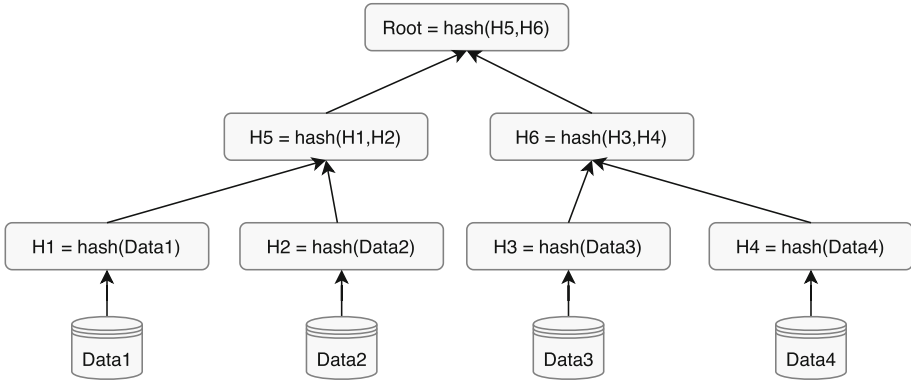 Root = hash(H5,H6)
H5 = hash(H1,H2)
H6 = hash(H3,H4)
H1 = hash(Data1)
H2 = hash(Data2)
H3 = hash(Data3)
H4 = hash(Data4)
Data1
Data2
Data3
Data4